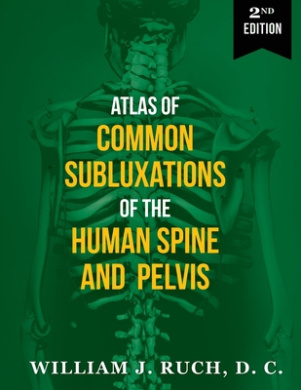 2ND
EDITION
ATLAS OF
COMMON
SUBLUXATIONS
OF THE
HUMAN SPINE
AND PELVIS
WILLIAM J. RUCH, D. C.